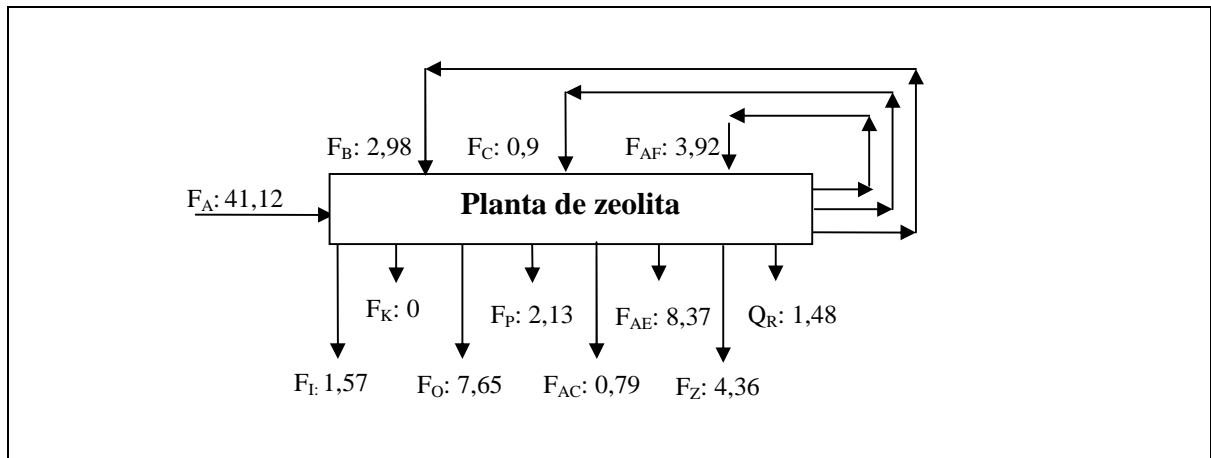 F_B: 2,98 F_C: 0,9 F_AF: 3,92
F_A: 41,12
Planta de zeolita
F_K: 0 F_P: 2,13 F_AE: 8,37 Q_R: 1,48
F_I: 1,57 F_O: 7,65 F_AC: 0,79 F_Z: 4,36